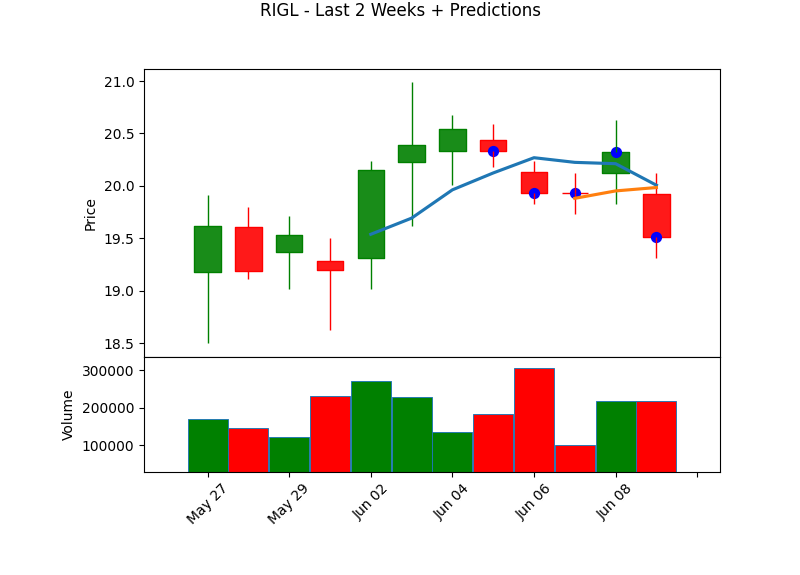 RIGL - Last 2 Weeks + Predictions
21.0
20.5
20.0
19.5
19.0
18.5
Price
300000
200000
100000
Volume
May 27
May 29
Jun 02
Jun 04
Jun 06
Jun 08